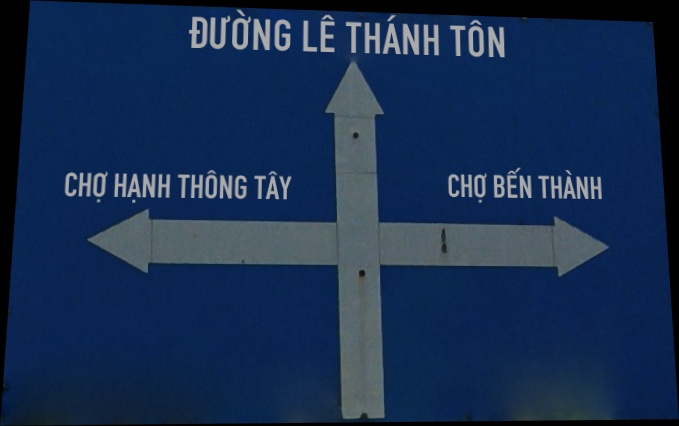 ĐƯỜNG LÊ THÁNH TÔN
CHỢ HẠNH THÔNG TÂY
CHỢ BẾN THÀNH